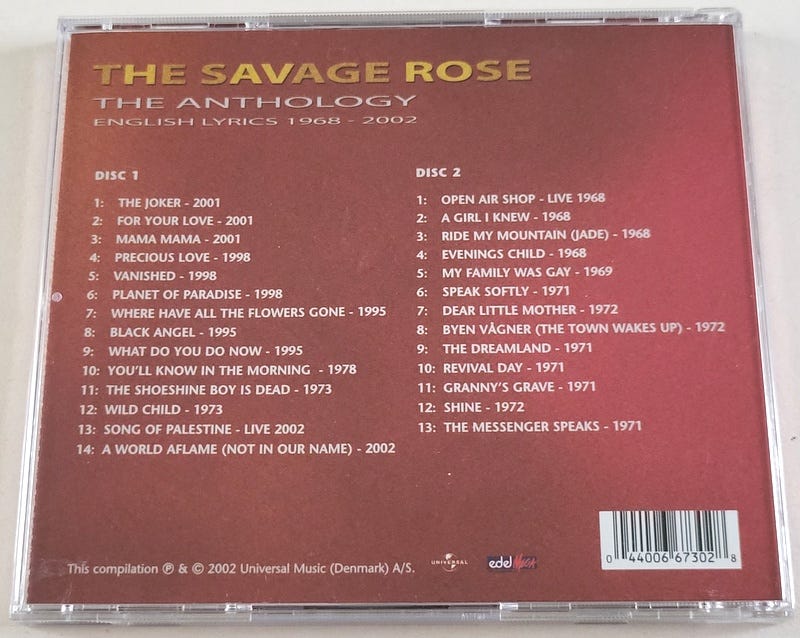 THE SAVAGE ROSE
THE ANTHOLOGY
ENGLISH LYRICS 1968 - 2002
DISC 1
1: THE JOKER - 2001
2: FOR YOUR LOVE - 2001
3: MAMA MAMA - 2001
4: PRECIOUS LOVE - 1998
5: VANISHED - 1998
6: PLANET OF PARADISE - 1998
7: WHERE HAVE ALL THE FLOWERS GONE - 1995
8: BLACK ANGEL - 1995
9: WHAT DO YOU DO NOW - 1995
10: YOU'LL KNOW IN THE MORNING - 1978
11: THE SHOESHINE BOY IS DEAD - 1973
12: WILD CHILD - 1973
13: SONG OF PALESTINE - LIVE 2002
14: A WORLD AFLAME (NOT IN OUR NAME) - 2002
DISC 2
1: OPEN AIR SHOP - LIVE 1968
2: A GIRL I KNEW - 1968
3: RIDE MY MOUNTAIN (JADE) - 1968
4: EVENINGS CHILD - 1968
5: MY FAMILY WAS GAY - 1969
6: SPEAK SOFTLY - 1971
7: DEAR LITTLE MOTHER - 1972
8: BYEN VÅGNER (THE TOWN WAKES UP) - 1972
9: THE DREAMLAND - 1971
10: REVIVAL DAY - 1971
11: GRANNY'S GRAVE - 1971
12: SHINE - 1972
13: THE MESSENGER SPEAKS - 1971
This compilation ℗ & © 2002 Universal Music (Denmark) A/S.
UNIVERSAL
edel MEGA
0 44006 67302 8